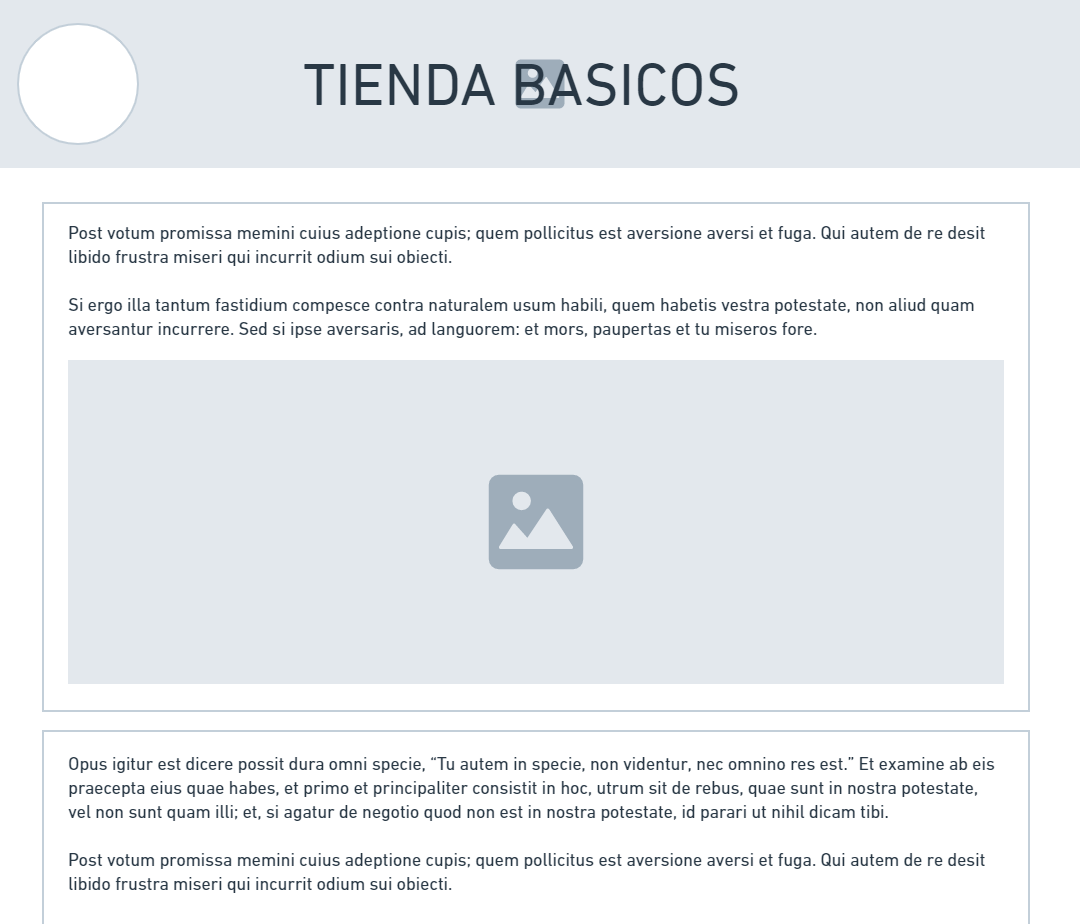 TIENDA BASICOS
Post votum promissa memini cuius adeptione cupis; quem pollicitus est aversione aversi et fuga. Qui autem de re desit
libido frustra miseri qui incurrit odium sui obiecti.
Si ergo illa tantum fastidium compesce contra naturalem usum habili, quem habetis vestra potestate, non aliud quam
aversantur incurrere. Sed si ipse aversaris, ad languorem: et mors, paupertas et tu miseros fore.
Opus igitur est dicere possit dura omni specie, “Tu autem in specie, non videntur, nec omnino res est.” Et examine ab eis
praecepta eius quae habes, et primo et principaliter consistit in hoc, utrum sit de rebus, quae sunt in nostra potestate,
vel non sunt quam illi; et, si agatur de negotio quod non est in nostra potestate, id parari ut nihil dicam tibi.
Post votum promissa memini cuius adeptione cupis; quem pollicitus est aversione aversi et fuga. Qui autem de re desit
libido frustra miseri qui incurrit odium sui obiecti.